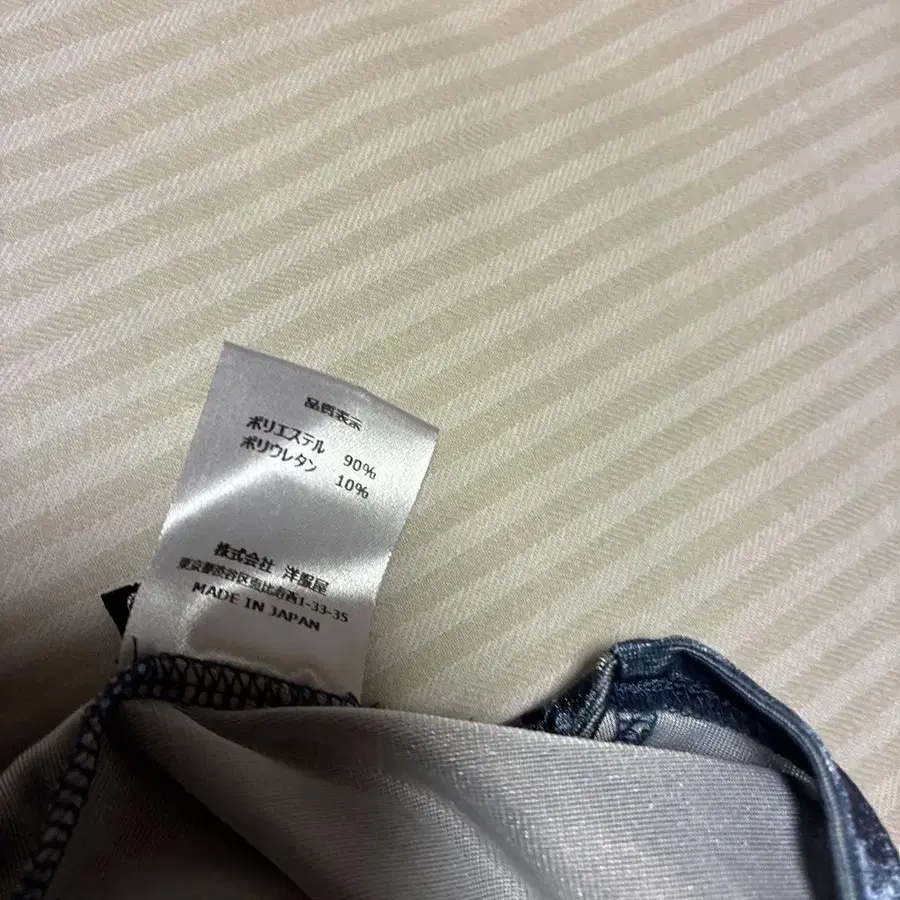 品質表示
ポリエステル 90%
ポリウレタン 10%
株式会社 洋服屋
東京都渋谷区恵比寿西1-33-35
MADE IN JAPAN